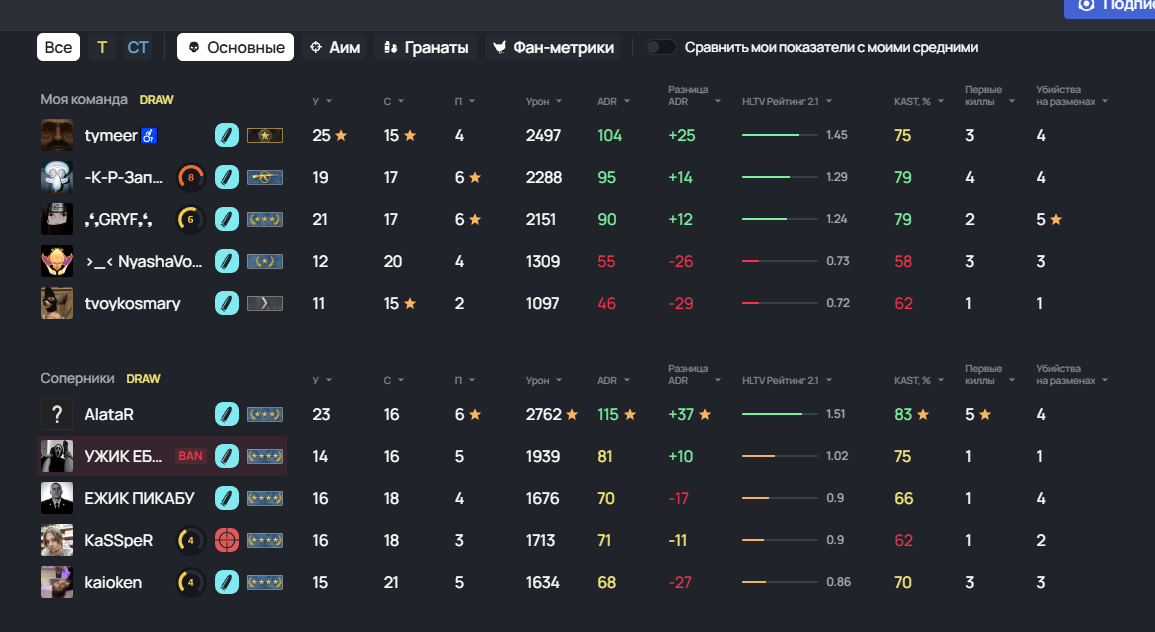 Подпис
Все T CT Основные Аим Гранаты Фан-метрики Сравнить мои показатели с моими средними
Моя команда DRAW У С П Урон ADR Разница ADR HLTV Рейтинг 2.1 KAST, % Первые киллы Убийства на разменах
tymeer 25 15 4 2497 104 +25 1.45 75 3 4
-К-Р-Зап... 8 19 17 6 2288 95 +14 1.29 79 4 4
GRYF 6 21 17 6 2151 90 +12 1.24 79 2 5
>_< NyashaVo... 12 20 4 1309 55 -26 0.73 58 3 3
tvoykosmary 11 15 2 1097 46 -29 0.72 62 1 1
Соперники DRAW У С П Урон ADR Разница ADR HLTV Рейтинг 2.1 KAST, % Первые киллы Убийства на разменах
? AlataR 23 16 6 2762 115 +37 1.51 83 5 4
УЖИК ЕБ... BAN 14 16 5 1939 81 +10 1.02 75 1 1
ЕЖИК ПИКАБУ 16 18 4 1676 70 -17 0.9 66 1 4
KaSSpeR 4 16 18 3 1713 71 -11 0.9 62 1 2
kaioken 4 15 21 5 1634 68 -27 0.86 70 3 3